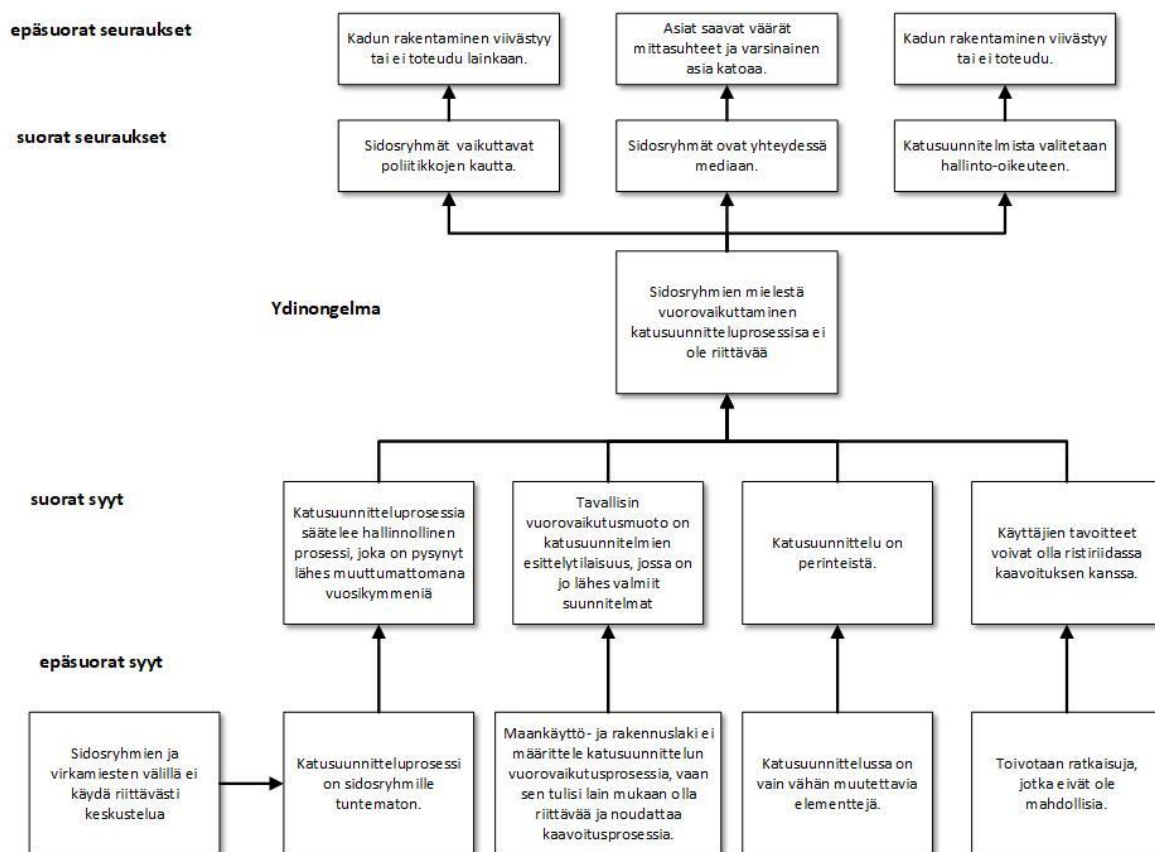 epäsuorat seuraukset
Kadun rakentaminen viivästyy
tai ei toteudu lainkaan.
Asiat saavat väärät
mittasuhteet ja varsinainen
asia katoaa.
Kadun rakentaminen viivästyy
tai ei toteudu.
suorat seuraukset
Sidosryhmät vaikuttavat
poliitikkojen kautta.
Sidosryhmät ovat yhteydessä
mediaan.
Katusuunnitelmista valitetaan
hallinto-oikeuteen.
Ydinongelma
Sidosryhmien mielestä
vuorovaikuttaminen
katusuunnitteluprosessisa ei
ole riittävää
suorat syyt
Katusuunnitteluprosessia
säätelee hallinnollinen
prosessi, joka on pysynyt
lähes muuttumattomana
vuosikymmeniä
Tavallisin
vuorovaikutusmuoto on
katusuunnitelmien
esittelytilaisuus, jossa on
jo lähes valmiit
suunnitelmat
Katusuunnittelu on
perinteistä.
Käyttäjien tavoitteet
voivat olla ristiriidassa
kaavoituksen kanssa.
epäsuorat syyt
Sidosryhmien ja
virkamiesten välillä ei
käydä riittävästi
keskustelua
Katusuunnitteluprosessi
on sidosryhmille
tuntematon.
Maankäyttö- ja rakennuslaki ei
määrittele katusuunnittelun
vuorovaikutusprosessia, vaan
sen tulisi lain mukaan olla
riittävää ja noudattaa
kaavoitusprosessia.
Katusuunnittelussa on
vain vähän muutettavia
elementtejä.
Toivotaan ratkaisuja,
jotka eivät ole
mahdollisia.